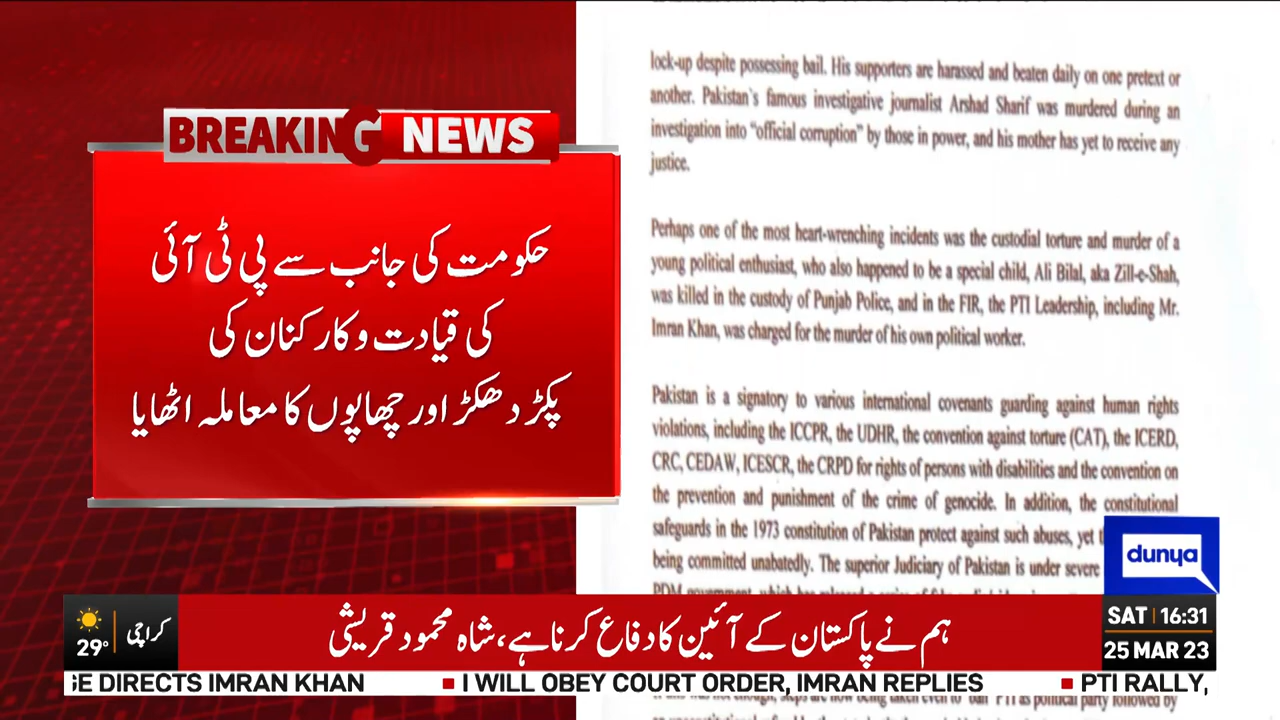 BREAKING NEWS
حکومت کی جانب سے پی ٹی آئی
کی قیادت و کارکنان کی
پکڑ دھکڑ اور چھاپوں کا معاملہ اٹھایا
lock-up despite possessing bail. His supporters are harassed and beaten daily on one pretext or
another. Pakistan's famous investigative journalist Arshad Sharif was murdered during an
investigation into "official corruption" by those in power, and his mother has yet to receive any
justice.
Perhaps one of the most heart-wrenching incidents was the custodial torture and murder of a
young political enthusiast, who also happened to be a special child, Ali Bilal, aka Zill-e-Shah,
was killed in the custody of Punjab Police, and in the FIR, the PTI Leadership, including Mr.
Imran Khan, was charged for the murder of his own political worker.
Pakistan is a signatory to various international covenants guarding against human rights
violations, including the ICCPR, the UDHR, the convention against torture (CAT), the ICERD,
CRC, CEDAW, ICESCR, the CRPD for rights of persons with disabilities and the convention on
the prevention and punishment of the crime of genocide. In addition, the constitutional
safeguards in the 1973 constitution of Pakistan protect against such abuses, yet
being committed unabatedly. The superior Judiciary of Pakistan is under severe
dunya
29° کراچی
ہم نے پاکستان کے آئین کا دفاع کرنا ہے، شاہ محمود قریشی
SAT 16:31
25 MAR 23
GE DIRECTS IMRAN KHAN ■ I WILL OBEY COURT ORDER, IMRAN REPLIES ■ PTI RALLY,